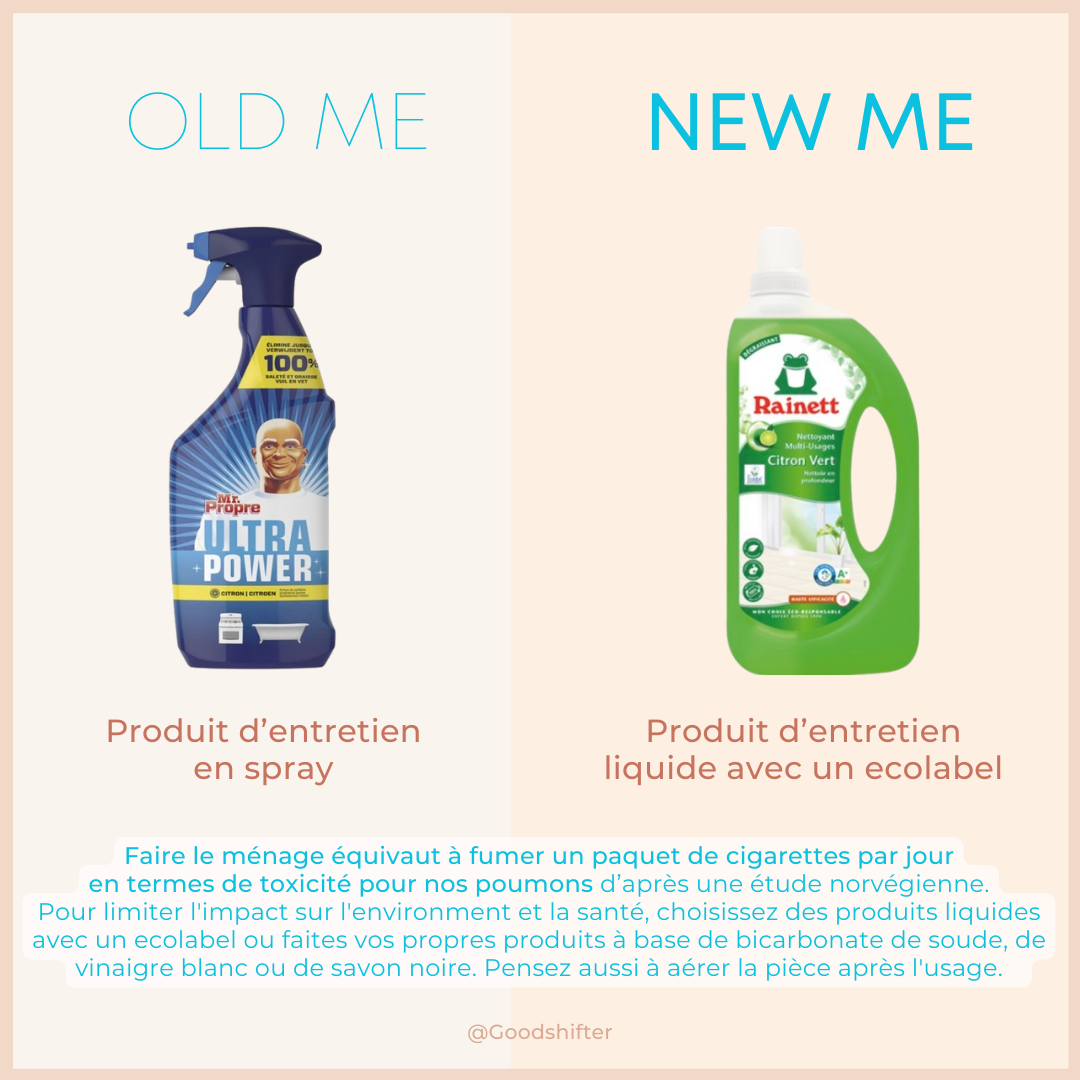 OLD ME
NEW ME
ÉLIMINE JUSQU'
VERWIJDERT TO
100%
SALETÉ ET GRAISSE
VUIL EN VET
Mr.
Propre
ULTRA
POWER
CITRON | CITROEN
DÉGRAISSANT
Rainett
Nettoyant
Multi-Usages
Citron Vert
Nettoie en
profondeur
A+
HAUTE EFFICACITÉ
MON CHOIX ÉCO-RESPONSABLE
EXPERT DEPUIS 1986
Produit d’entretien
en spray
Produit d’entretien
liquide avec un ecolabel
Faire le ménage équivaut à fumer un paquet de cigarettes par jour
en termes de toxicité pour nos poumons d’après une étude norvégienne.
Pour limiter l'impact sur l'environment et la santé, choisissez des produits liquides
avec un ecolabel ou faites vos propres produits à base de bicarbonate de soude, de
vinaigre blanc ou de savon noire. Pensez aussi à aérer la pièce après l'usage.
@Goodshifter